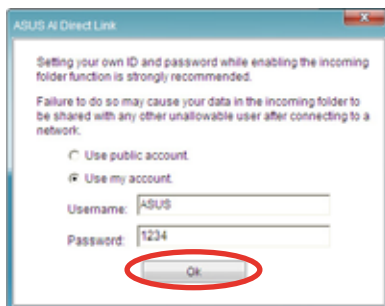 ASUS AI Direct Link
Setting your own ID and password while enabling the incoming
folder function is strongly recommended.
Failure to do so may cause your data in the incoming folder to
be shared with any other unallowable user after connecting to a
network.
Use public account.
Use my account.
Username: ASUS
Password: 1234
Ok